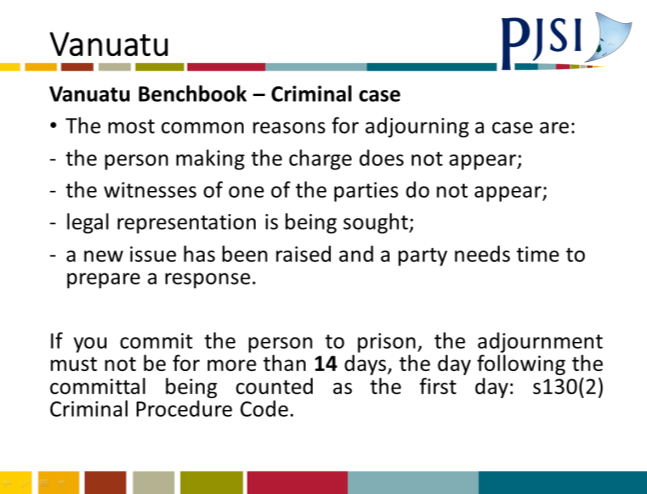 Vanuatu
PJSI
Vanuatu Benchbook – Criminal case
• The most common reasons for adjourning a case are:
- the person making the charge does not appear;
- the witnesses of one of the parties do not appear;
- legal representation is being sought;
- a new issue has been raised and a party needs time to
prepare a response.
If you commit the person to prison, the adjournment
must not be for more than 14 days, the day following the
committal being counted as the first day: s130(2)
Criminal Procedure Code.